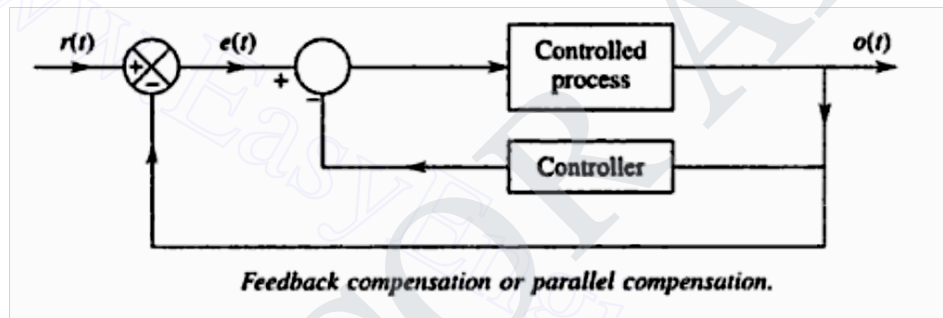 r(t)
e(t)
o(t)
+
−
+
−
Controlled
process
Controller
Feedback compensation or parallel compensation.